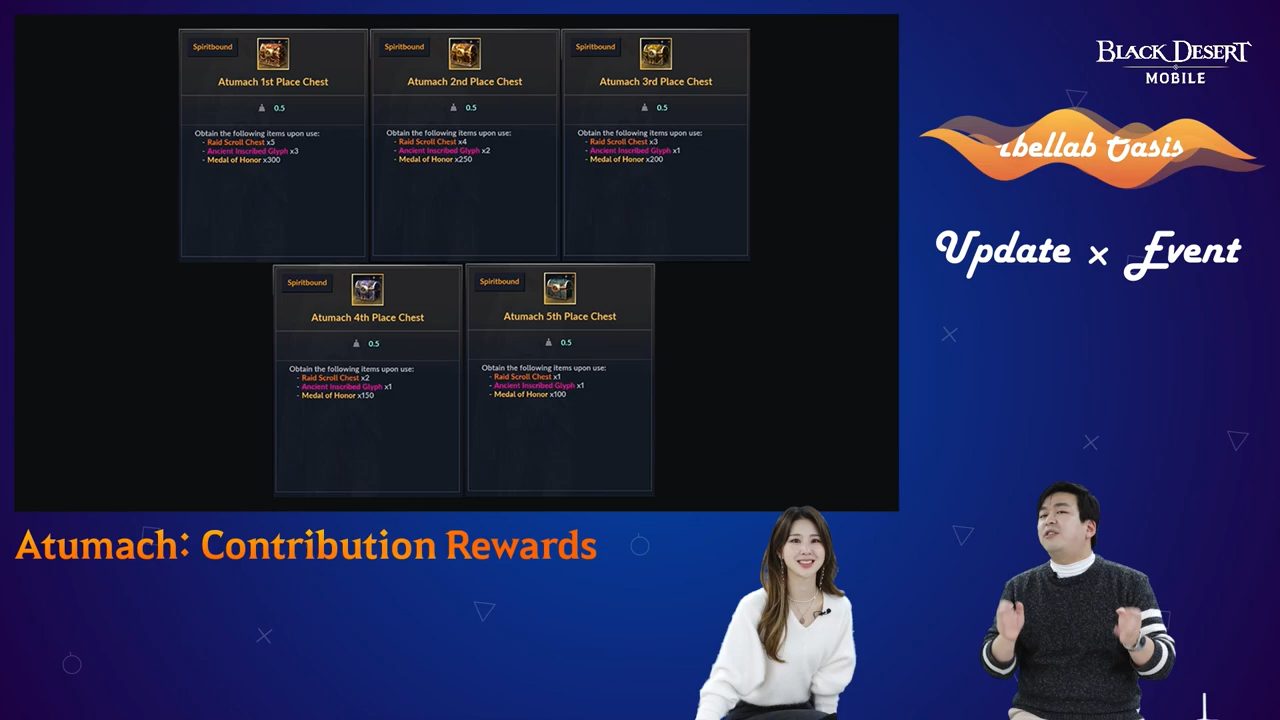 Spiritbound
Atumach 1st Place Chest
0.5
Obtain the following items upon use:
- Raid Scroll Chest x5
- Ancient Inscribed Glyph x3
- Medal of Honor x300
Spiritbound
Atumach 2nd Place Chest
0.5
Obtain the following items upon use:
- Raid Scroll Chest x4
- Ancient Inscribed Glyph x2
- Medal of Honor x250
Spiritbound
Atumach 3rd Place Chest
0.5
Obtain the following items upon use:
- Raid Scroll Chest x3
- Ancient Inscribed Glyph x1
- Medal of Honor x200
Spiritbound
Atumach 4th Place Chest
0.5
Obtain the following items upon use:
- Raid Scroll Chest x2
- Ancient Inscribed Glyph x1
- Medal of Honor x150
Spiritbound
Atumach 5th Place Chest
0.5
Obtain the following items upon use:
- Raid Scroll Chest x1
- Ancient Inscribed Glyph x1
- Medal of Honor x100
BLACK DESERT
MOBILE
Oasis
Update × Event
Atumach: Contribution Rewards